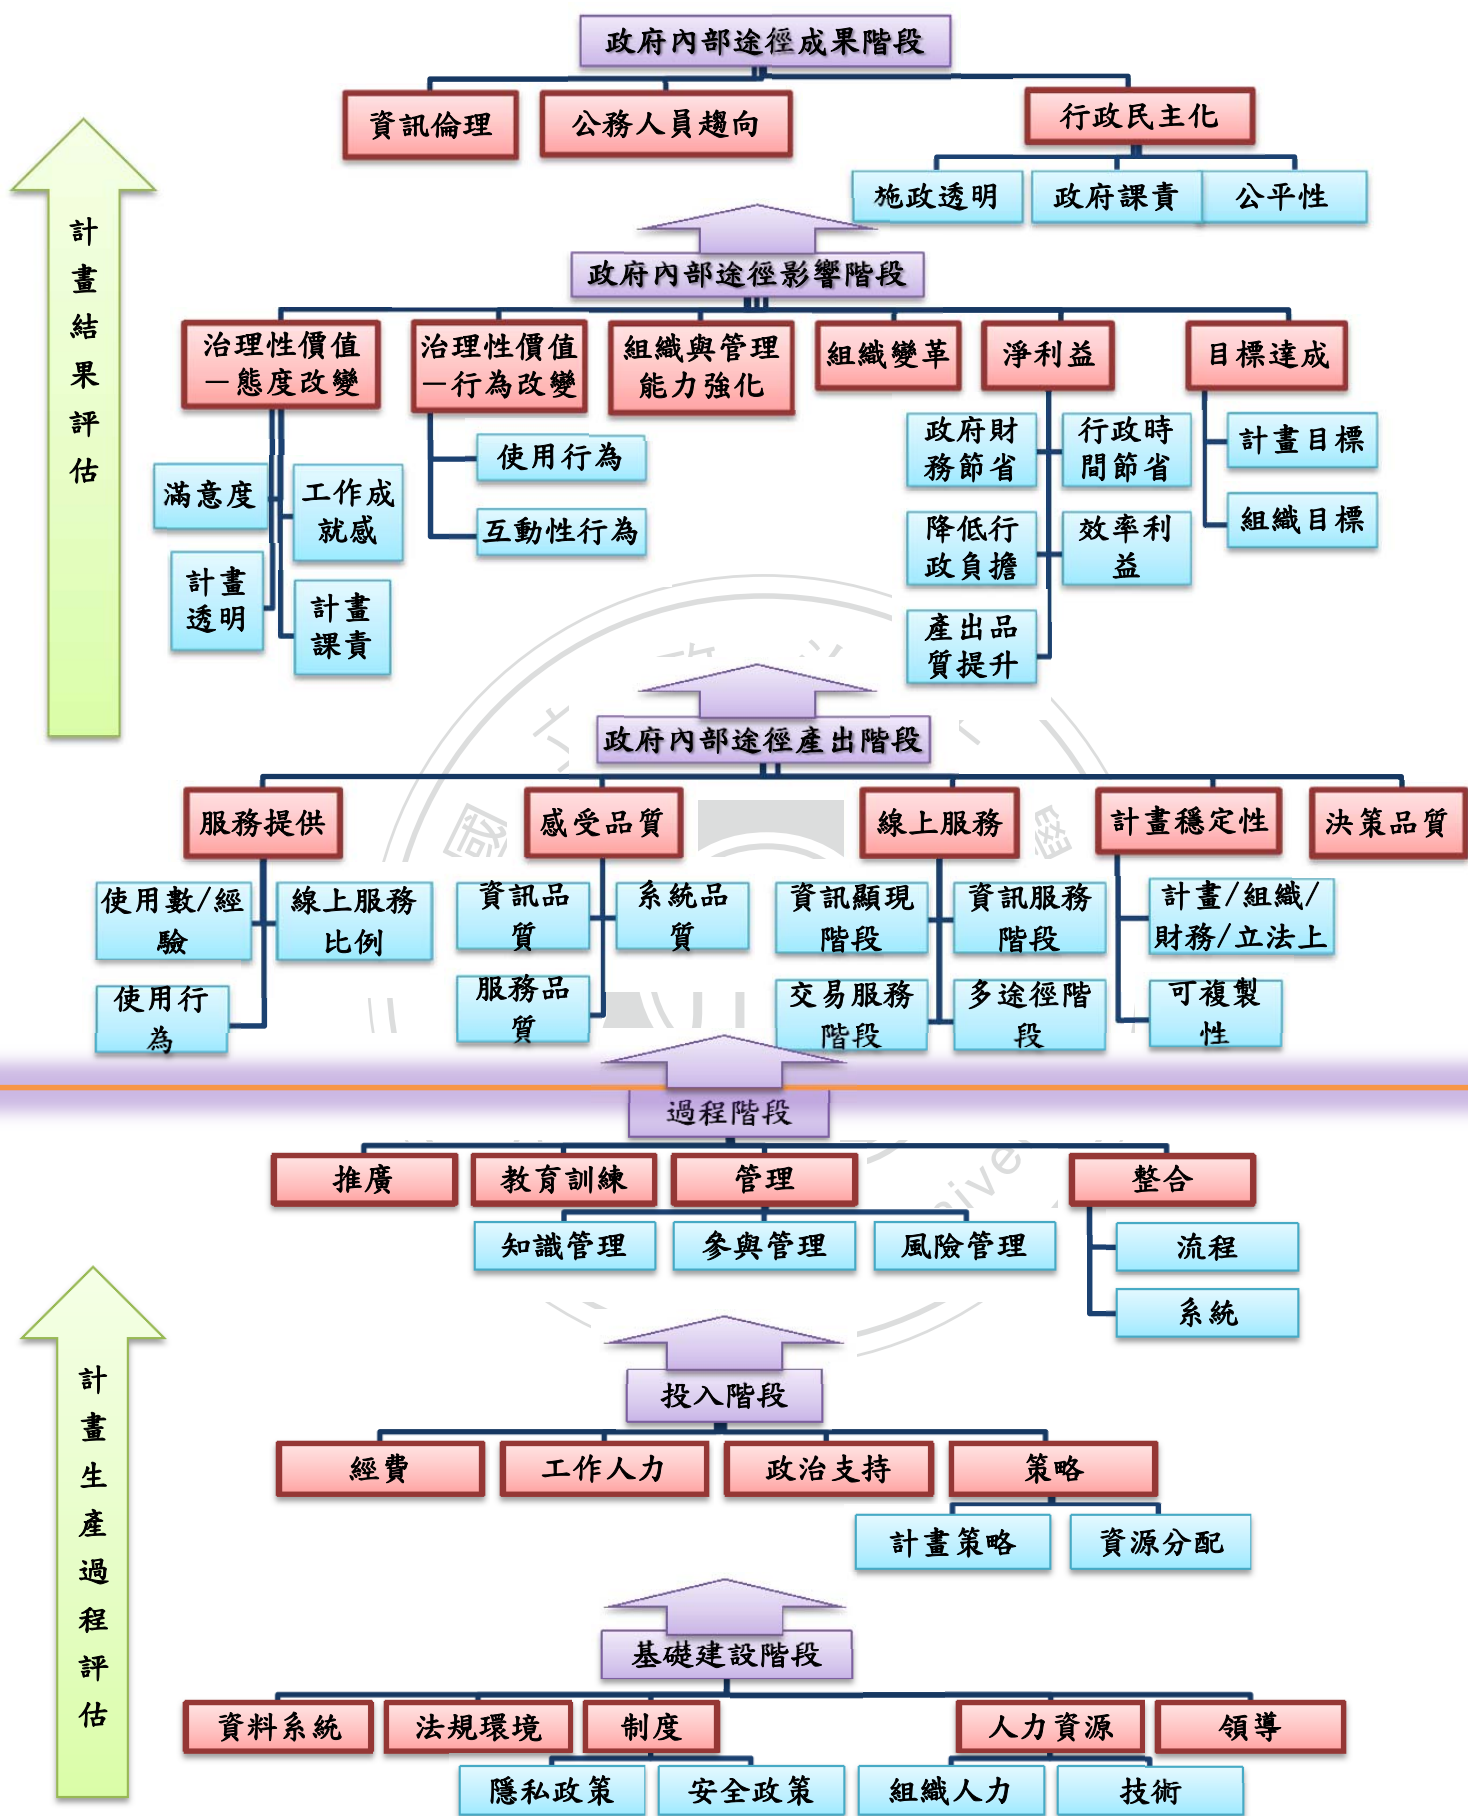 政府內部途徑成果階段
資訊倫理
公務人員趨向
行政民主化
施政透明
政府課責
公平性
計畫結果評估
政府內部途徑影響階段
治理性價值
－態度改變
治理性價值
－行為改變
組織與管理
能力強化
組織變革
淨利益
目標達成
滿意度
工作成
就感
計畫
透明
計畫
課責
使用行為
互動性行為
政府財
務節省
行政時
間節省
降低行
政負擔
效率利
益
產出品
質提升
計畫目標
組織目標
政府內部途徑產出階段
服務提供
感受品質
線上服務
計畫穩定性
決策品質
使用數/經
驗
線上服務
比例
使用行
為
資訊品
質
系統品
質
服務品
質
資訊顯現
階段
資訊服務
階段
交易服務
階段
多途徑階
段
計畫/組織/
財務/立法上
可複製
性
過程階段
推廣
教育訓練
管理
整合
知識管理
參與管理
風險管理
流程
系統
計畫生產過程評估
投入階段
經費
工作人力
政治支持
策略
計畫策略
資源分配
基礎建設階段
資料系統
法規環境
制度
人力資源
領導
隱私政策
安全政策
組織人力
技術